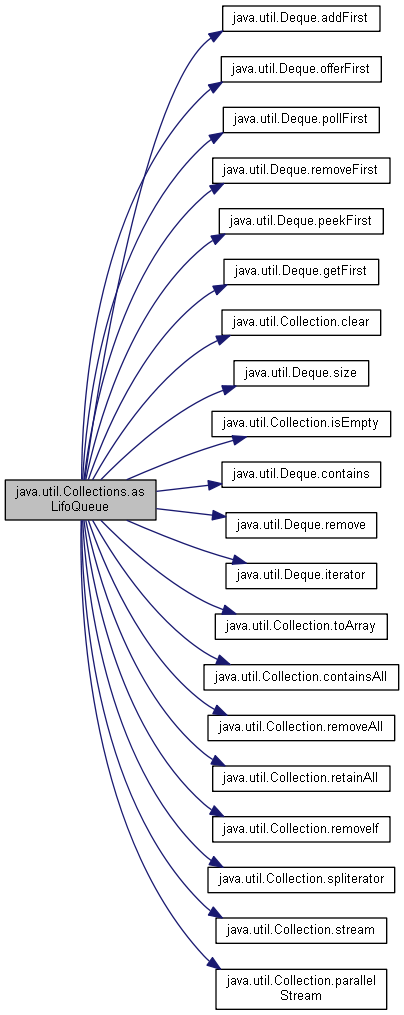 java.util.Deque.addFirst
java.util.Deque.offerFirst
java.util.Deque.pollFirst
java.util.Deque.removeFirst
java.util.Deque.peekFirst
java.util.Deque.getFirst
java.util.Collection.clear
java.util.Deque.size
java.util.Collection.isEmpty
java.util.Collections.as
LifoQueue
java.util.Deque.contains
java.util.Deque.remove
java.util.Deque.iterator
java.util.Collection.toArray
java.util.Collection.containsAll
java.util.Collection.removeAll
java.util.Collection.retainAll
java.util.Collection.removeIf
java.util.Collection.spliterator
java.util.Collection.stream
java.util.Collection.parallel
Stream